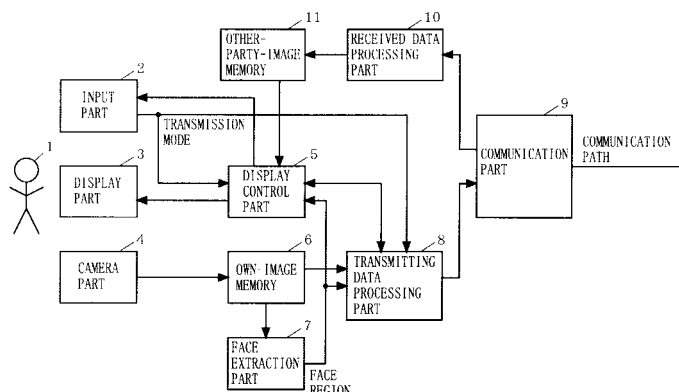 11
OTHER-
PARTY-IMAGE
MEMORY
10
RECEIVED DATA
PROCESSING
PART
2
INPUT
PART
TRANSMISSION
MODE
9
COMMUNICATION
PART
COMMUNICATION
PATH
1
3
DISPLAY
PART
5
DISPLAY
CONTROL
PART
4
CAMERA
PART
6
OWN-IMAGE
MEMORY
8
TRANSMITTING
DATA
PROCESSING
PART
7
FACE
EXTRACTION
PART
FACE
REGION